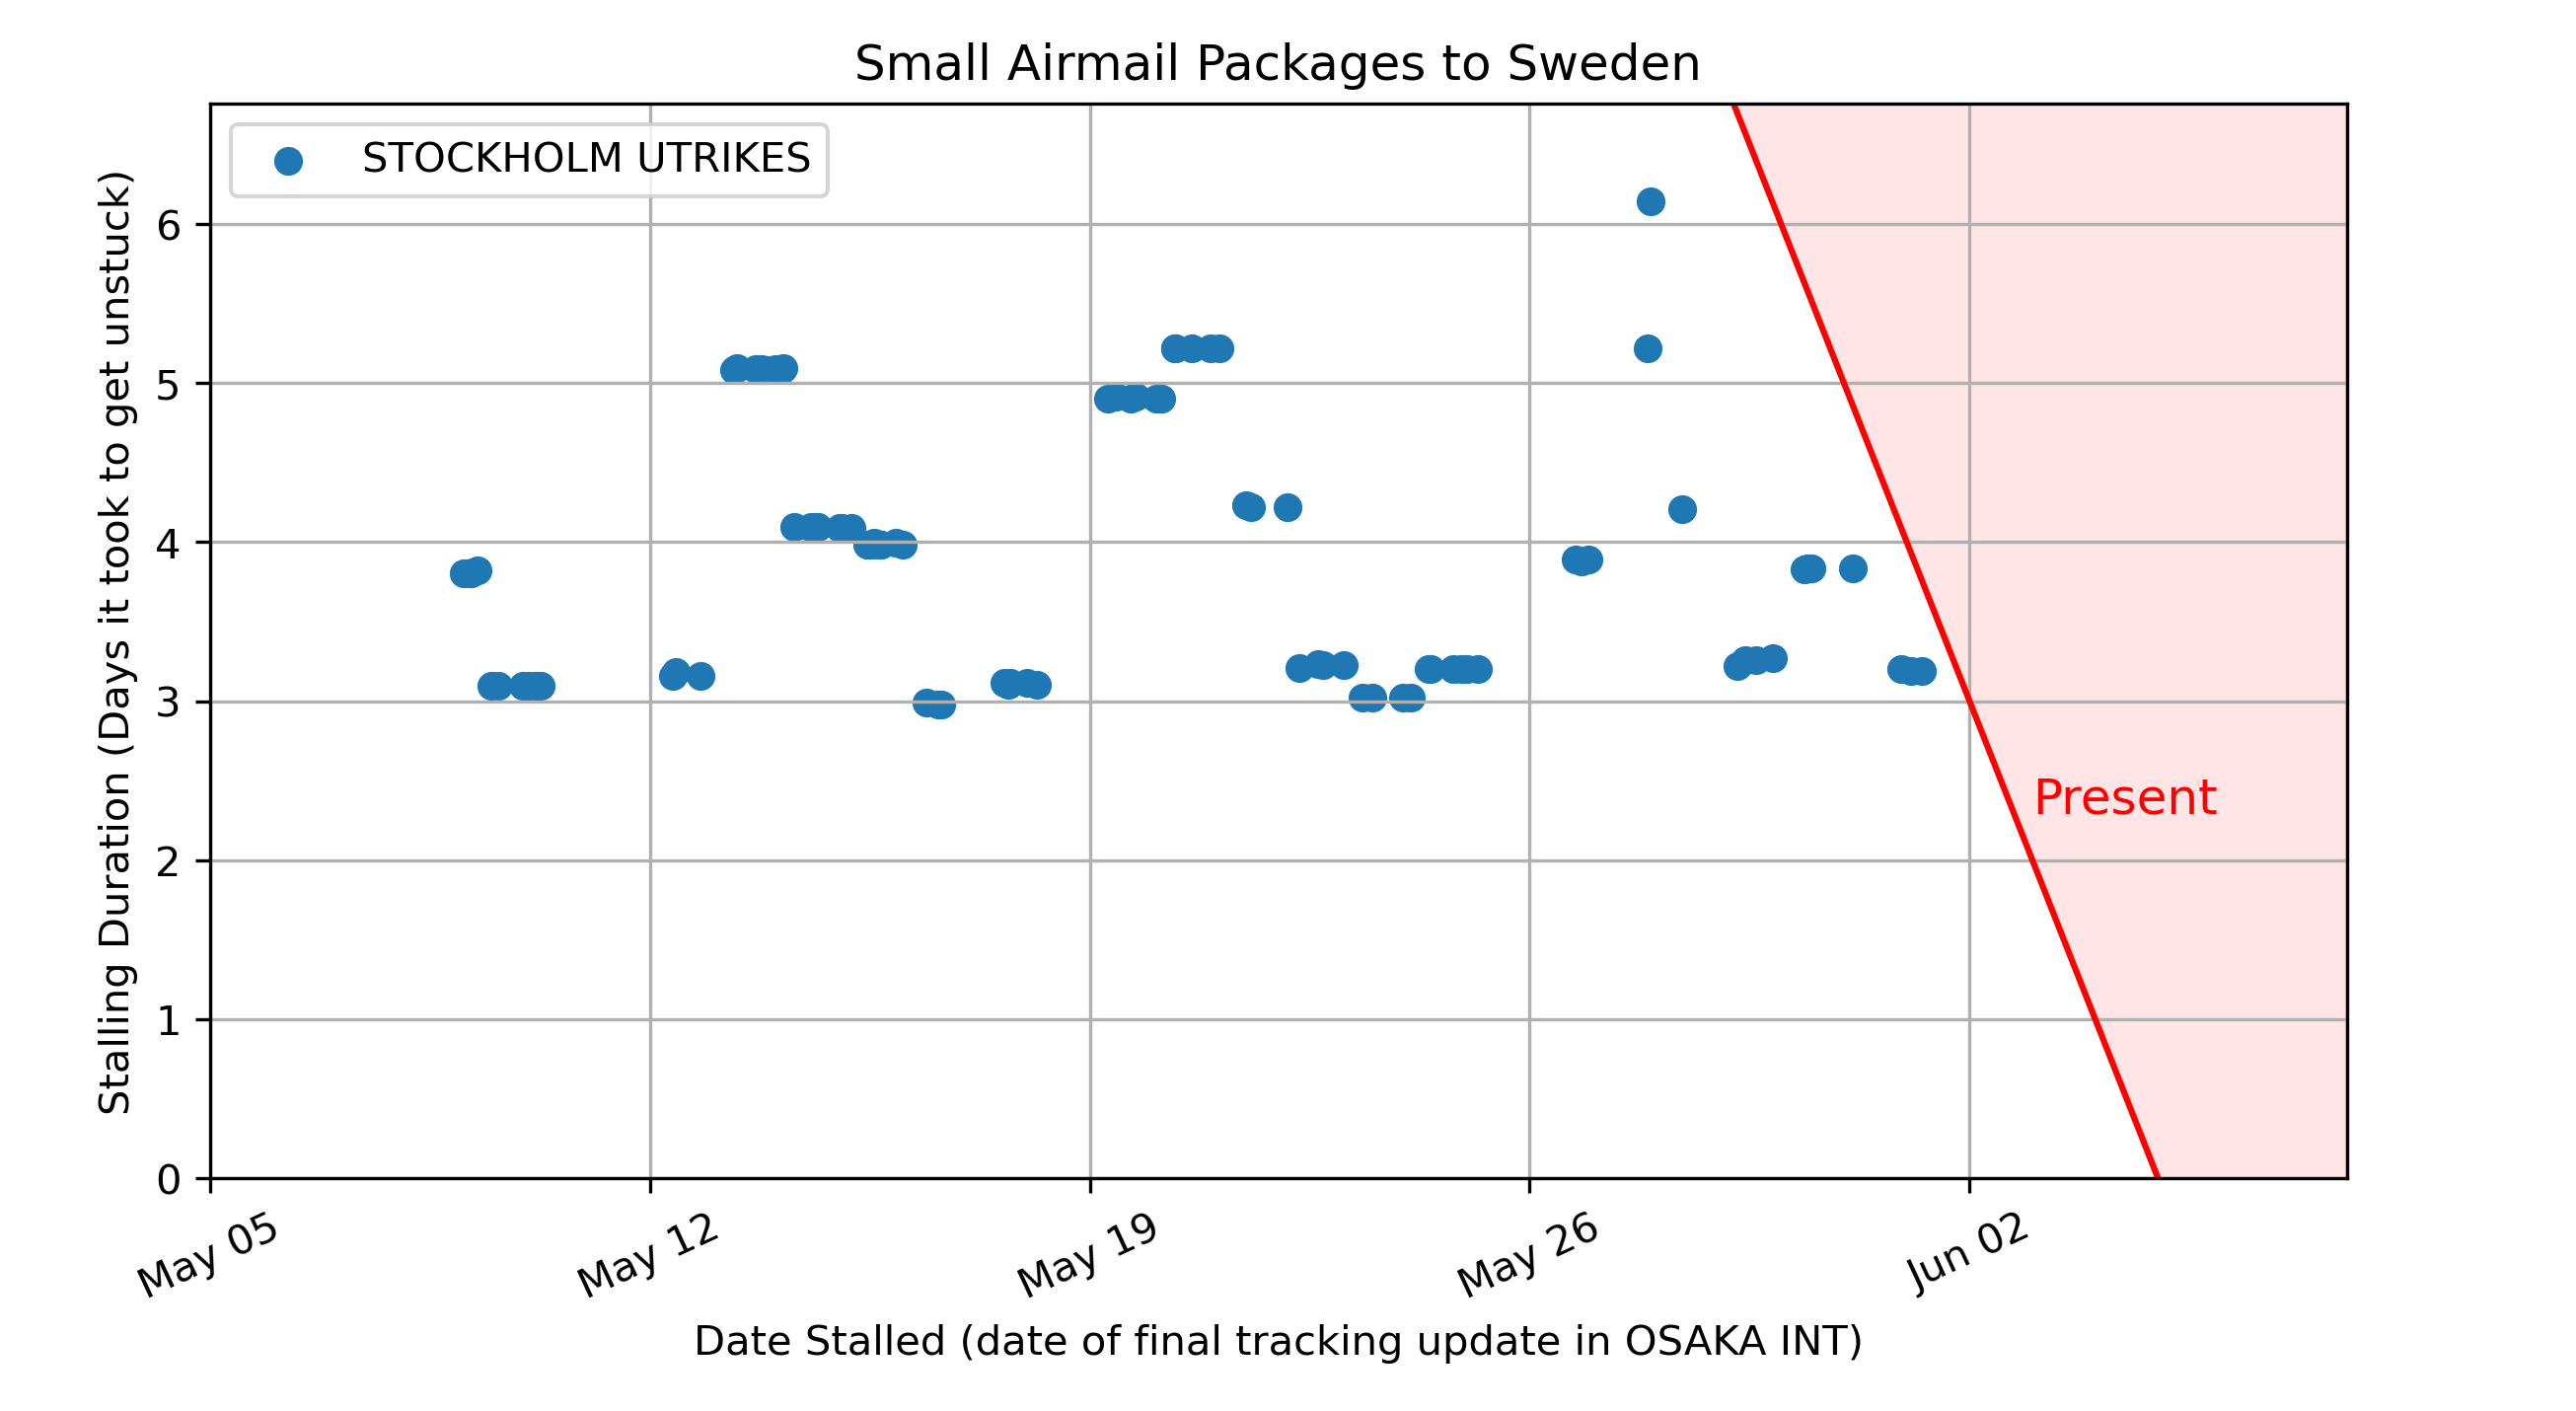 Small Airmail Packages to Sweden
STOCKHOLM UTRIKES
Stalling Duration (Days it took to get unstuck)
6
5
4
3
2
1
0
Present
May 05
May 12
May 19
May 26
Jun 02
Date Stalled (date of final tracking update in OSAKA INT)